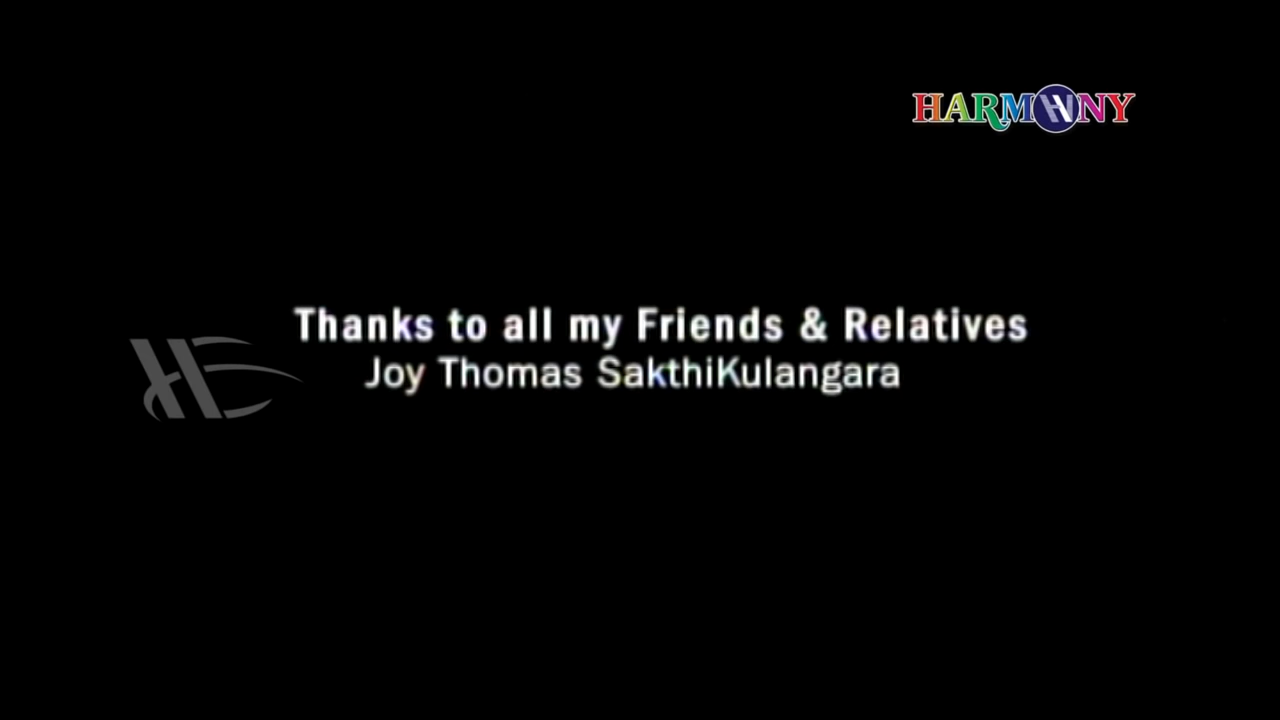 HARMONY
Thanks to all my Friends & Relatives
Joy Thomas SakthiKulangara